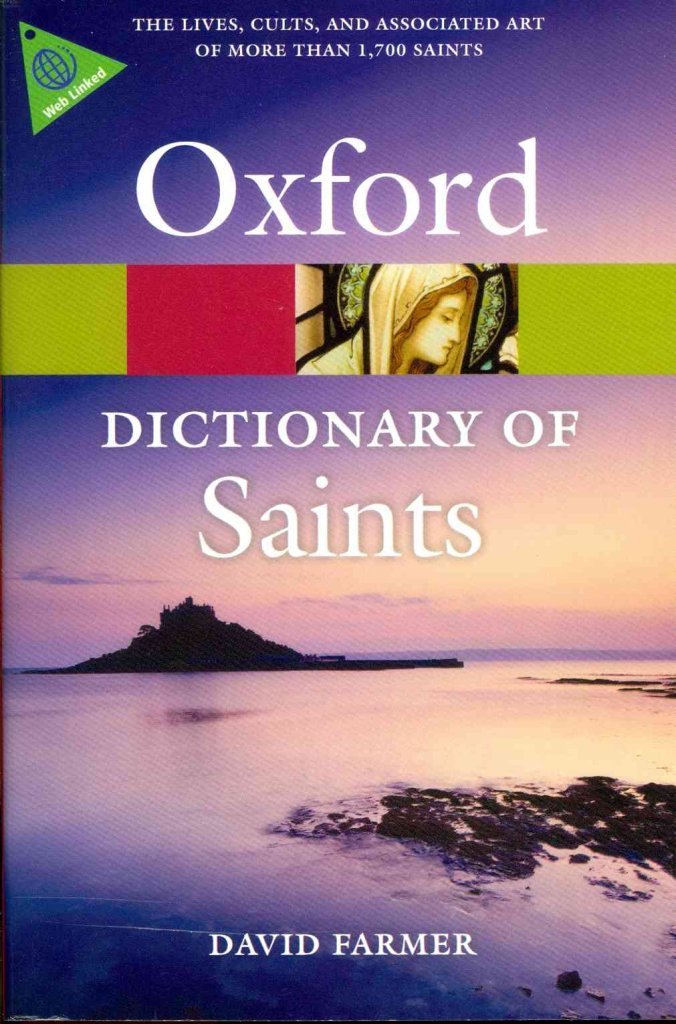 THE LIVES, CULTS, AND ASSOCIATED ART
OF MORE THAN 1,700 SAINTS
Web Linked
Oxford
DICTIONARY OF
Saints
DAVID FARMER